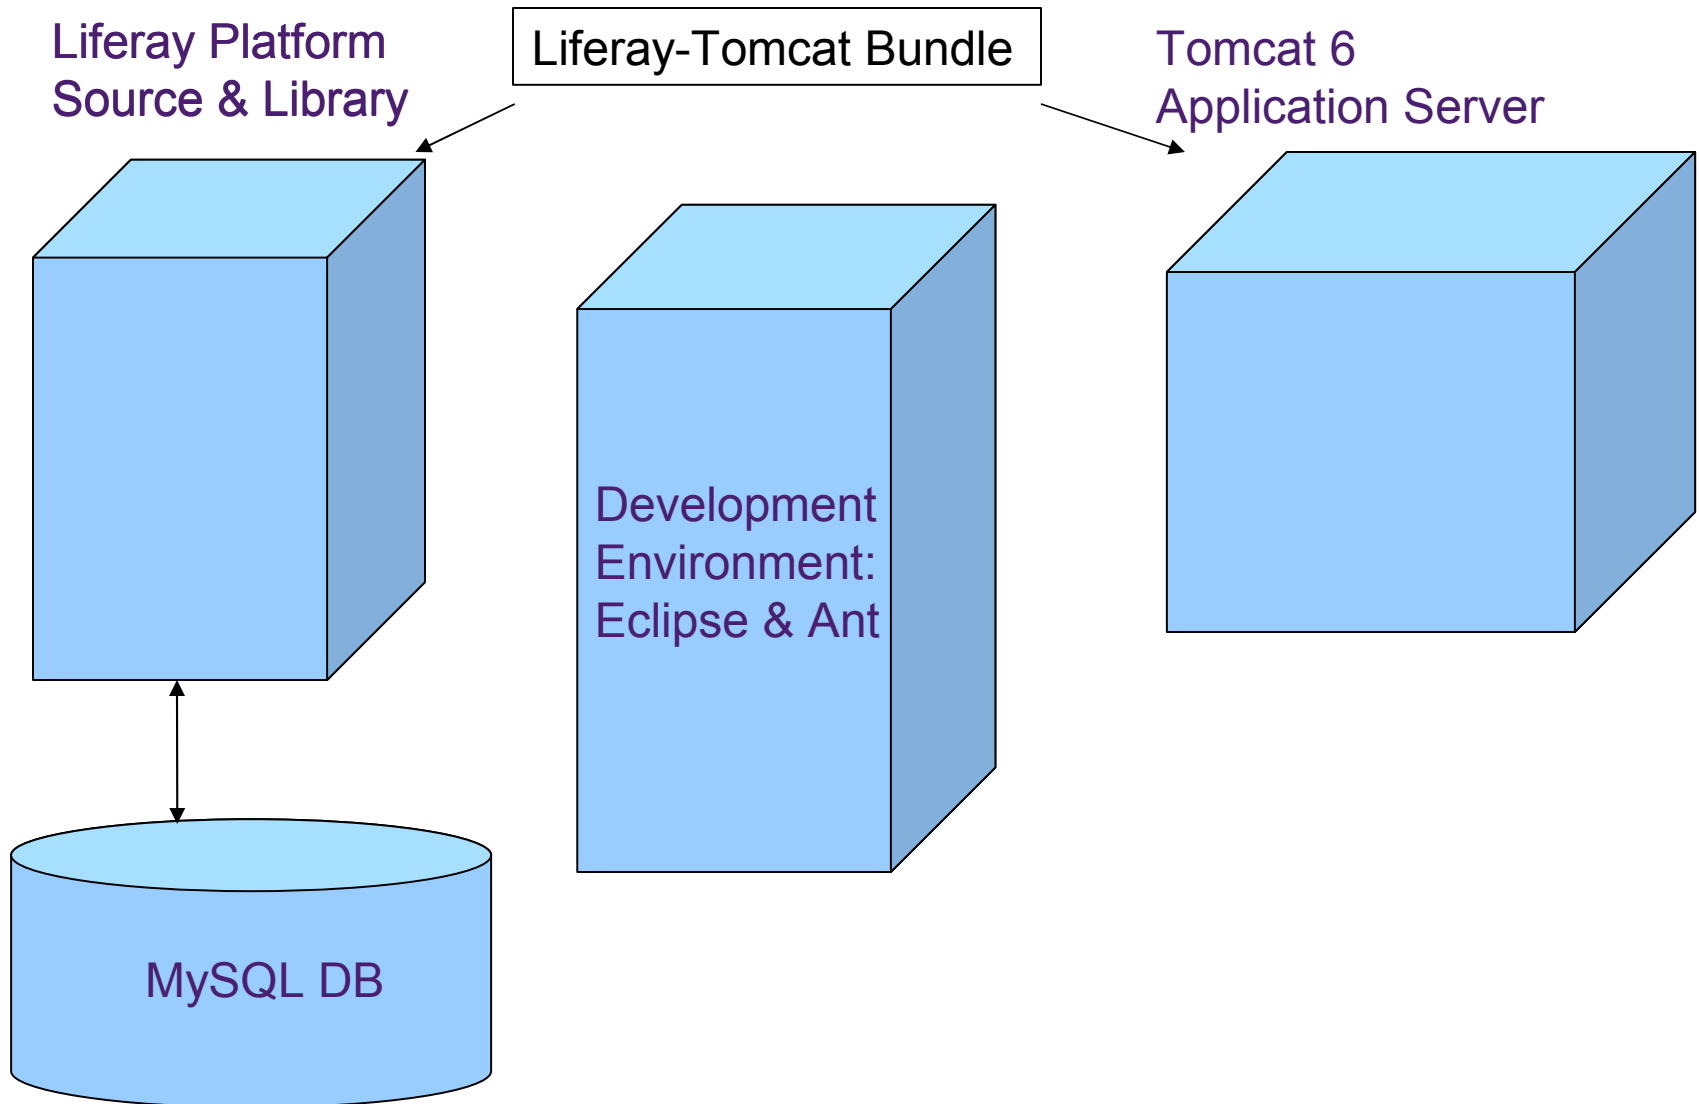 Liferay Platform
Source & Library
Liferay-Tomcat Bundle
Tomcat 6
Application Server
Development
Environment:
Eclipse & Ant
MySQL DB